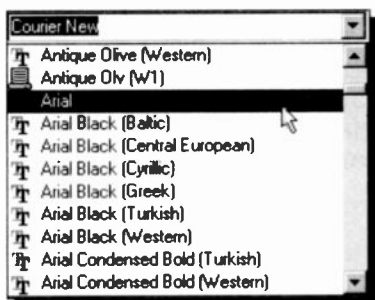 Courier New
Antique Olive (Western)
Antique Olv (W1)
Arial
Arial Black (Baltic)
Arial Black (Central European)
Arial Black (Cyrillic)
Arial Black (Greek)
Arial Black (Turkish)
Arial Black (Western)
Arial Condensed Bold (Turkish)
Arial Condensed Bold (Western)